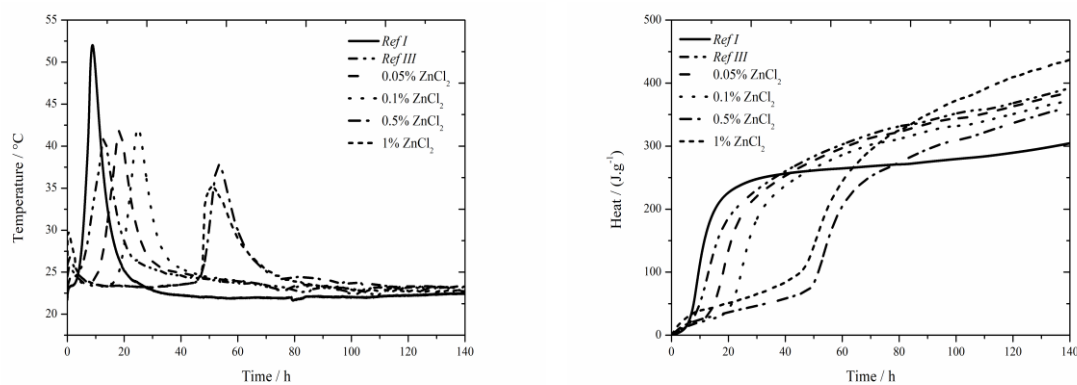 55
50
45
40
35
30
25
20
Temperature / °C
0 20 40 60 80 100 120 140
Time / h
Ref I
Ref III
0.05% ZnCl₂
0.1% ZnCl₂
0.5% ZnCl₂
1% ZnCl₂
500
400
300
200
100
0
Heat / (J.g⁻¹)
0 20 40 60 80 100 120 140
Time / h
Ref I
Ref III
0.05% ZnCl₂
0.1% ZnCl₂
0.5% ZnCl₂
1% ZnCl₂